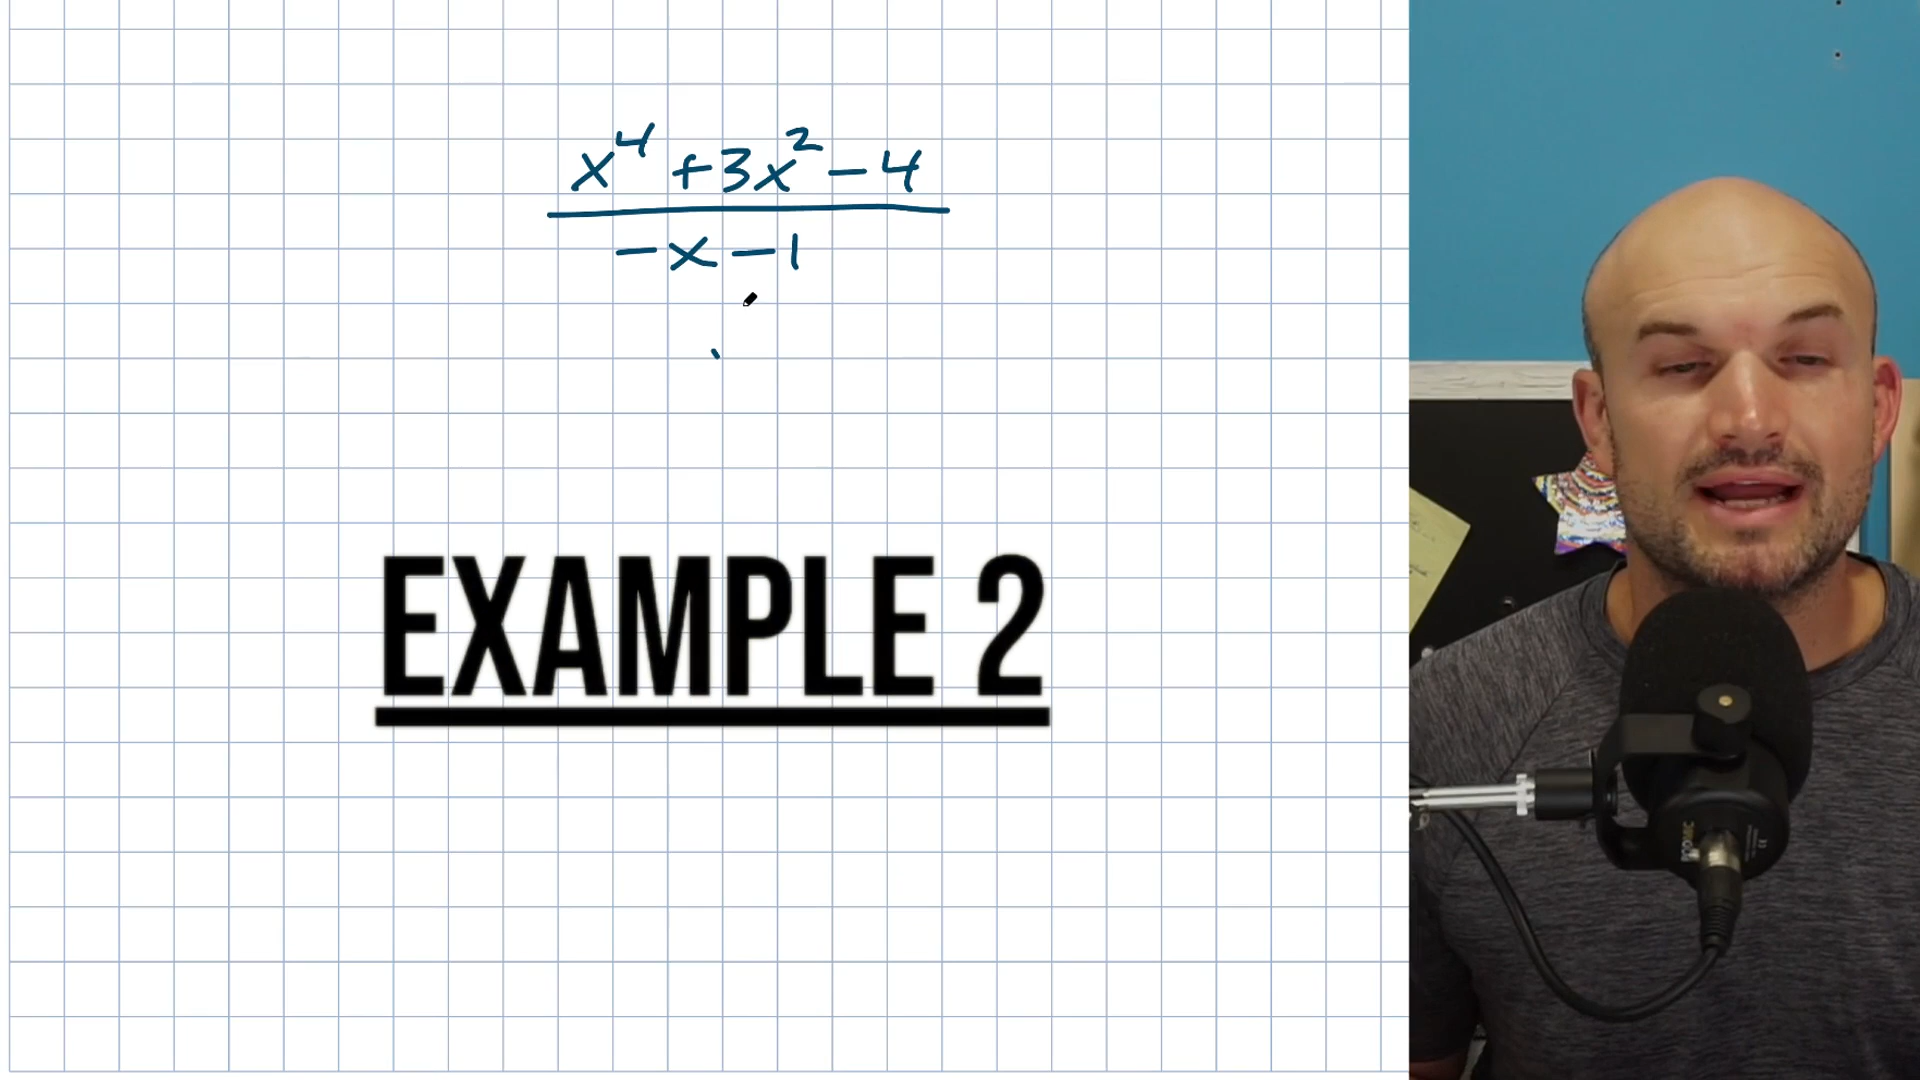 x⁴ + 3x² − 4
− x − 1
EXAMPLE 2